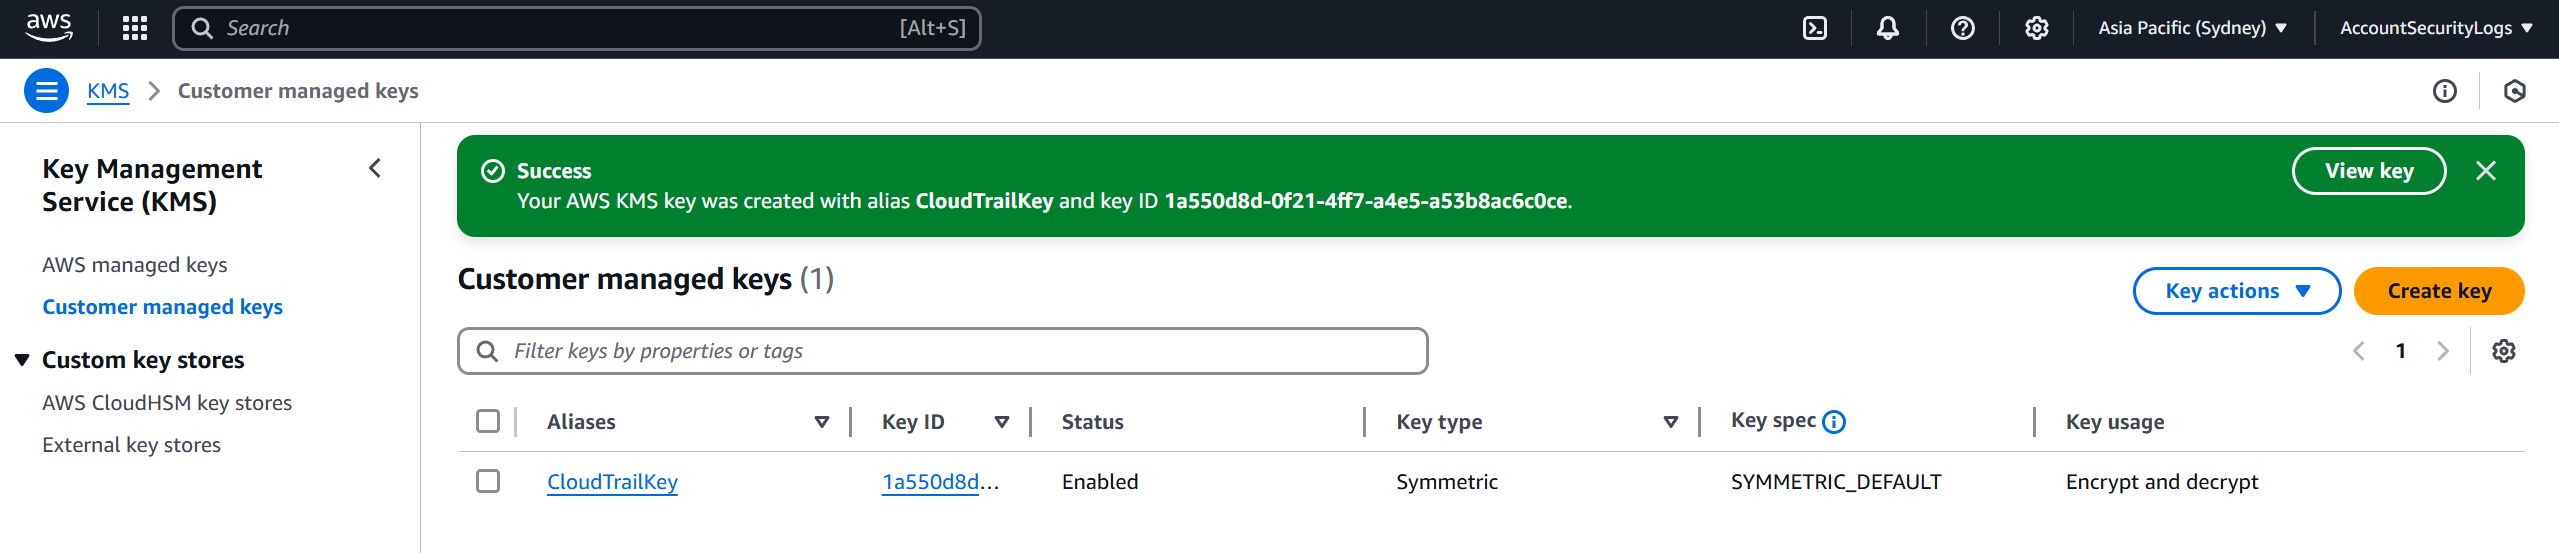 aws
Search [Alt+S]
Asia Pacific (Sydney)
AccountSecurityLogs
KMS
Customer managed keys
Key Management
Service (KMS)
AWS managed keys
Customer managed keys
Custom key stores
AWS CloudHSM key stores
External key stores
Success
Your AWS KMS key was created with alias CloudTrailKey and key ID 1a550d8d-0f21-4ff7-a4e5-a53b8ac6c0ce.
View key
Customer managed keys (1)
Key actions
Create key
Filter keys by properties or tags
1
Aliases Key ID Status Key type Key spec Key usage
CloudTrailKey 1a550d8d... Enabled Symmetric SYMMETRIC_DEFAULT Encrypt and decrypt